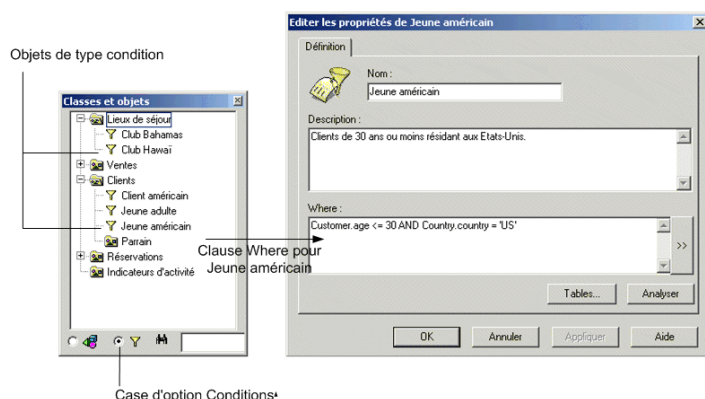 Objets de type condition
Classes et objets
Lieux de séjour
Club Bahamas
Club Hawaï
Ventes
Clients
Client américain
Jeune adulte
Jeune américain
Parrain
Réservations
Indicateurs d'activité
Case d'option Conditions
Clause Where pour
Jeune américain
Editer les propriétés de Jeune américain
Définition
Nom :
Jeune américain
Description :
Clients de 30 ans ou moins résidant aux Etats-Unis.
Where :
Customer.age <= 30 AND Country.country = 'US'
>>
Tables... Analyser
OK Annuler Appliquer Aide